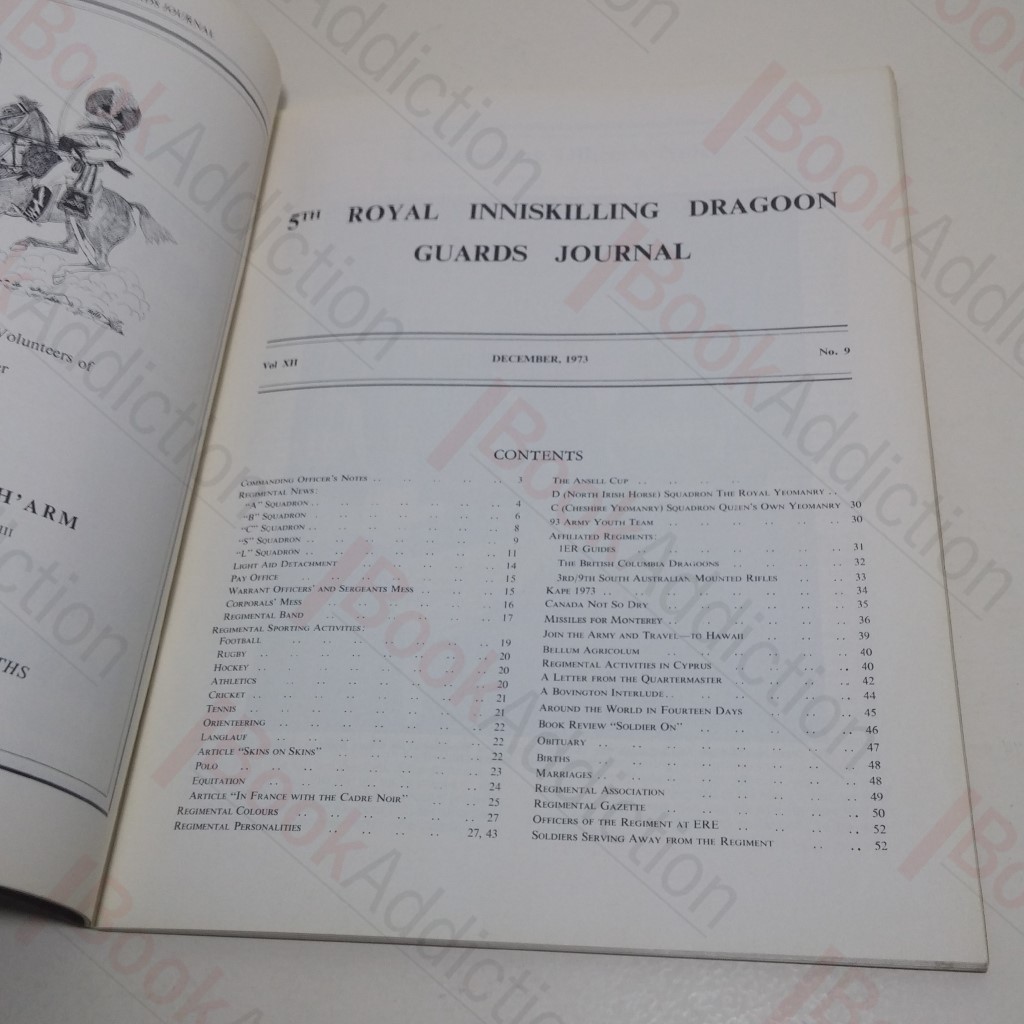 JOURNAL
Volunteers of
H'ARM
THS
5TH ROYAL INNISKILLING DRAGOON
GUARDS JOURNAL
Vol XII DECEMBER, 1973 No. 9
CONTENTS
COMMANDING OFFICER'S NOTES .. .. .. .. .. 3
REGIMENTAL NEWS:
"A" SQUADRON .. .. .. .. .. .. 4
"B" SQUADRON .. .. .. .. .. 6
"C" SQUADRON .. .. .. .. .. .. 8
"S" SQUADRON .. .. .. .. .. 9
"L" SQUADRON .. .. .. .. .. .. 11
LIGHT AID DETACHMENT .. .. .. .. 14
PAY OFFICE .. .. .. .. .. 15
WARRANT OFFICERS' AND SERGEANTS MESS .. .. .. .. 15
CORPORALS' MESS .. .. .. .. .. 16
REGIMENTAL BAND .. .. .. .. .. 17
REGIMENTAL SPORTING ACTIVITIES:
FOOTBALL .. .. .. .. .. 19
RUGBY .. .. .. .. .. .. 20
HOCKEY .. .. .. .. .. .. 20
ATHLETICS .. .. .. .. .. 20
CRICKET .. .. .. .. .. .. 21
TENNIS .. .. .. .. .. .. 21
ORIENTEERING .. .. .. .. .. .. 22
LANGLAUF .. .. .. .. .. 22
ARTICLE "SKINS ON SKINS" .. .. .. .. 22
POLO .. .. .. .. .. .. 23
EQUITATION .. .. .. .. .. 24
ARTICLE "IN FRANCE WITH THE CADRE NOIR" .. .. 25
REGIMENTAL COLOURS .. .. .. .. .. 27
REGIMENTAL PERSONALITIES .. .. .. .. 27, 43
THE ANSELL CUP .. .. .. .. ..
D (NORTH IRISH HORSE) SQUADRON THE ROYAL YEOMANRY ..
C (CHESHIRE YEOMANRY) SQUADRON QUEEN'S OWN YEOMANRY 30
93 ARMY YOUTH TEAM .. .. .. .. .. 30
AFFILIATED REGIMENTS:
1ER GUIDES .. .. .. .. .. .. 31
THE BRITISH COLUMBIA DRAGOONS .. .. .. .. 32
3RD/9TH SOUTH AUSTRALIAN MOUNTED RIFLES .. .. 33
KAPE 1973 .. .. .. .. .. .. 34
CANADA NOT SO DRY .. .. .. .. 35
MISSILES FOR MONTEREY .. .. .. .. .. 36
JOIN THE ARMY AND TRAVEL—TO HAWAII .. .. .. 39
BELLUM AGRICOLUM .. .. .. .. .. 40
REGIMENTAL ACTIVITIES IN CYPRUS .. .. .. .. 40
A LETTER FROM THE QUARTERMASTER .. .. .. 42
A BOVINGTON INTERLUDE .. .. .. .. .. 44
AROUND THE WORLD IN FOURTEEN DAYS .. .. .. 45
BOOK REVIEW "SOLDIER ON" .. .. .. .. 46
OBITUARY .. .. .. .. .. .. 47
BIRTHS .. .. .. .. .. 48
MARRIAGES .. .. .. .. .. .. 48
REGIMENTAL ASSOCIATION .. .. .. .. 49
REGIMENTAL GAZETTE .. .. .. .. .. 50
OFFICERS OF THE REGIMENT AT ERE .. .. .. .. 52
SOLDIERS SERVING AWAY FROM THE REGIMENT .. .. 52
BookAddiction